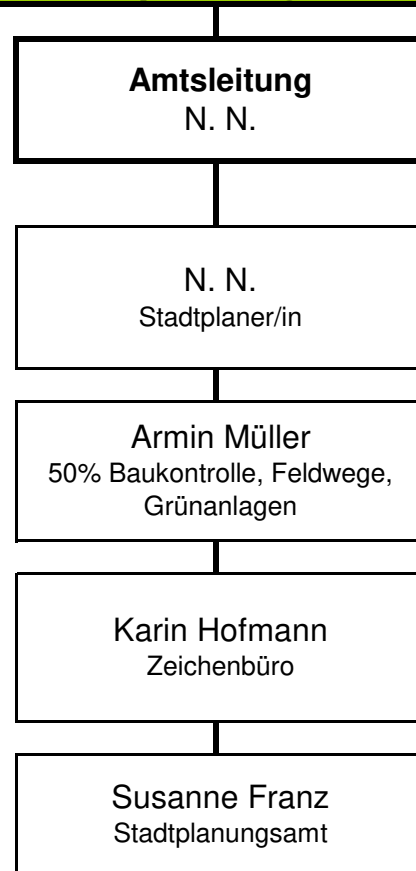 Amtsleitung
N. N.
N. N.
Stadtplaner/in
Armin Müller
50% Baukontrolle, Feldwege,
Grünanlagen
Karin Hofmann
Zeichenbüro
Susanne Franz
Stadtplanungsamt